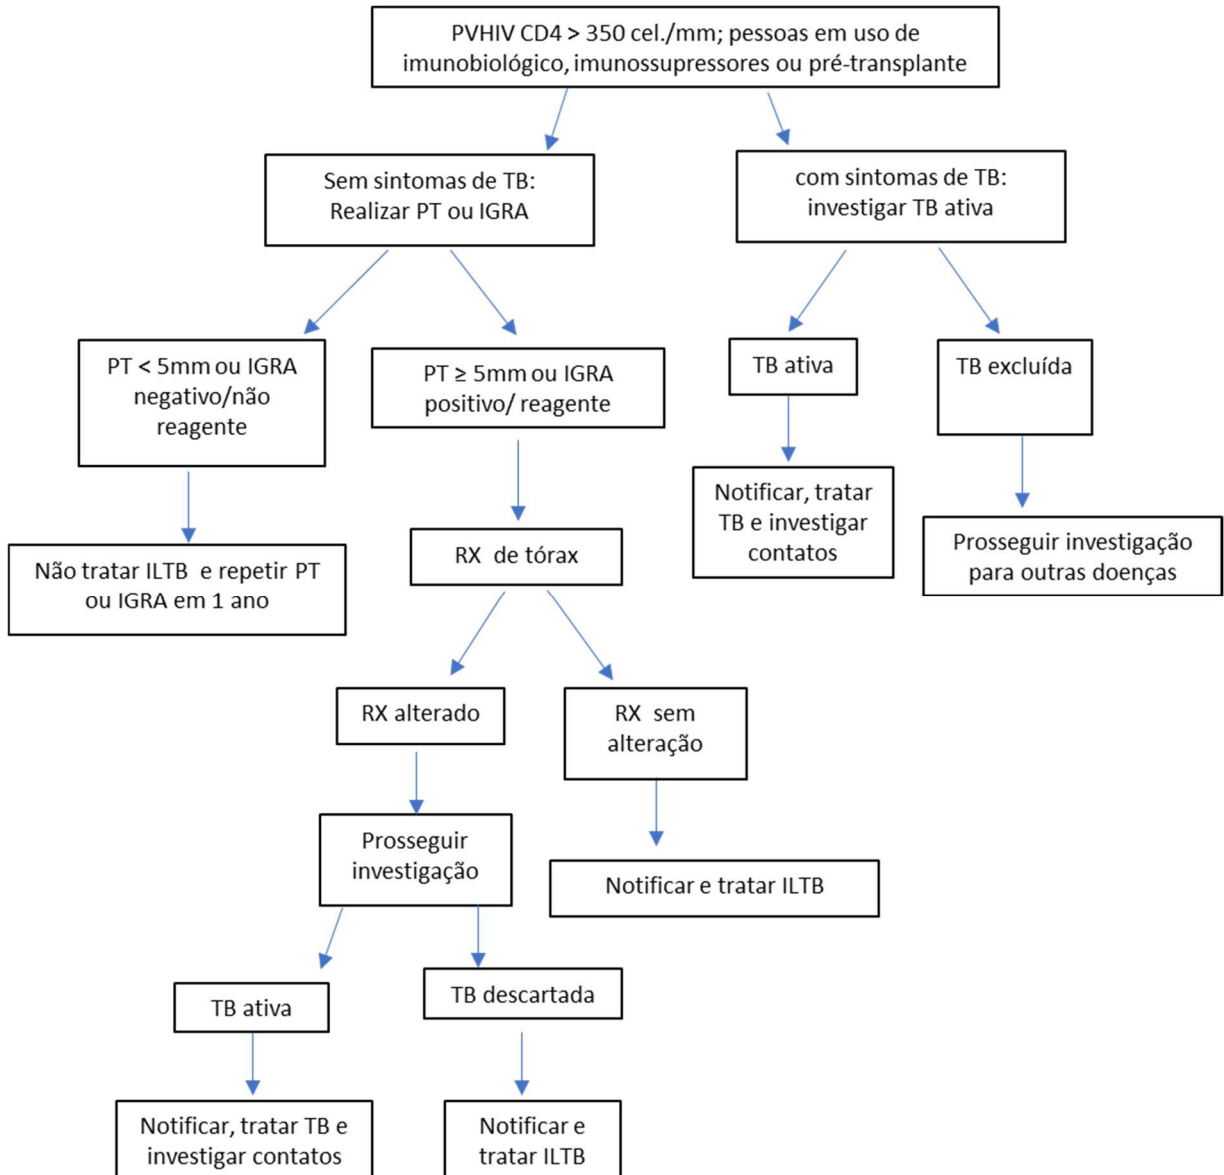 PVHIV CD4 > 350 cel./mm; pessoas em uso de
imunobiológico, imunossupressores ou pré-transplante
Sem sintomas de TB:
Realizar PT ou IGRA
com sintomas de TB:
investigar TB ativa
PT < 5mm ou IGRA
negativo/não
reagente
PT ≥ 5mm ou IGRA
positivo/ reagente
TB ativa
TB excluída
Não tratar ILTB e repetir PT
ou IGRA em 1 ano
RX de tórax
Notificar, tratar
TB e investigar
contatos
Prosseguir investigação
para outras doenças
RX alterado
RX sem
alteração
Prosseguir
investigação
Notificar e tratar ILTB
TB ativa
TB descartada
Notificar, tratar TB e
investigar contatos
Notificar e
tratar ILTB